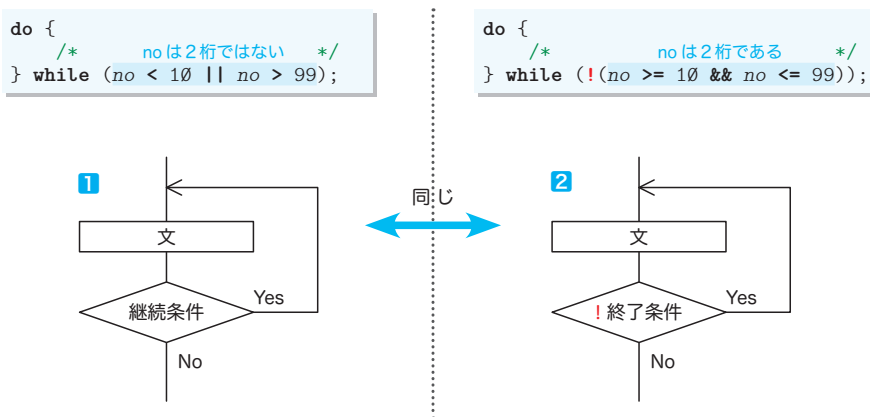 do {
/* noは2桁ではない */
} while (no < 10 || no > 99);
do {
/* noは2桁である */
} while (!(no >= 10 && no <= 99));
同じ
1
文
継続条件
Yes
No
2
文
!終了条件
Yes
No